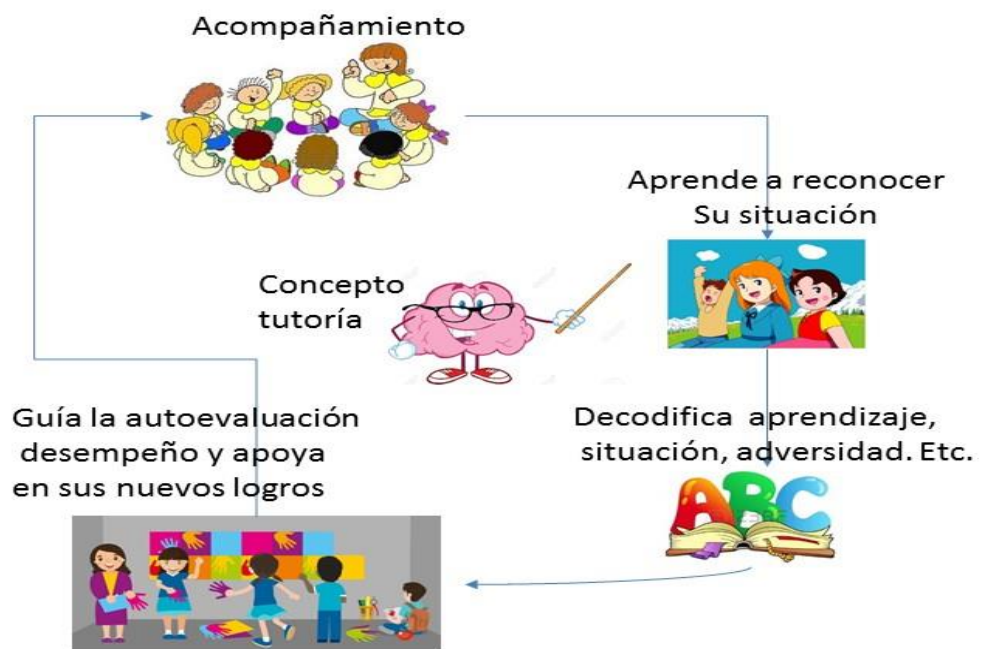 Acompañamiento
Aprende a reconocer
Su situación
Concepto
tutoría
Decodifica aprendizaje,
situación, adversidad. Etc.
Guía la autoevaluación
desempeño y apoya
en sus nuevos logros
ABC